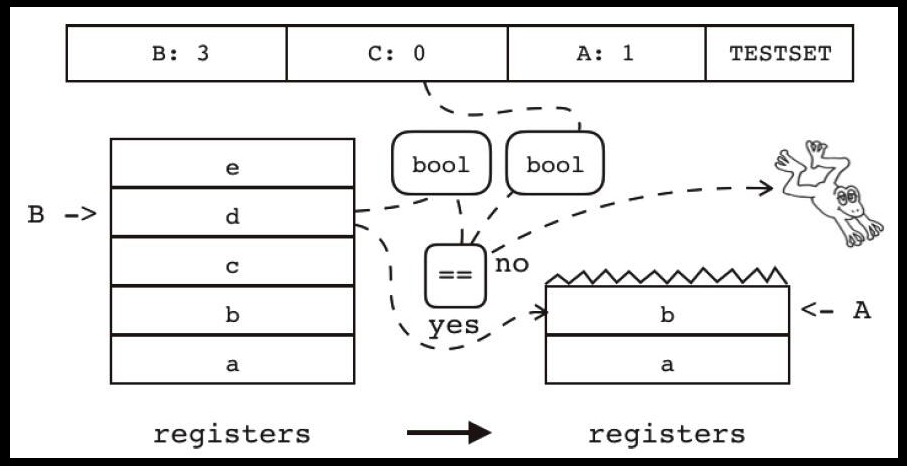 B: 3 C: 0 A: 1 TESTSET
bool bool
e
B -> d
c == no
b yes b <- A
a a
registers registers